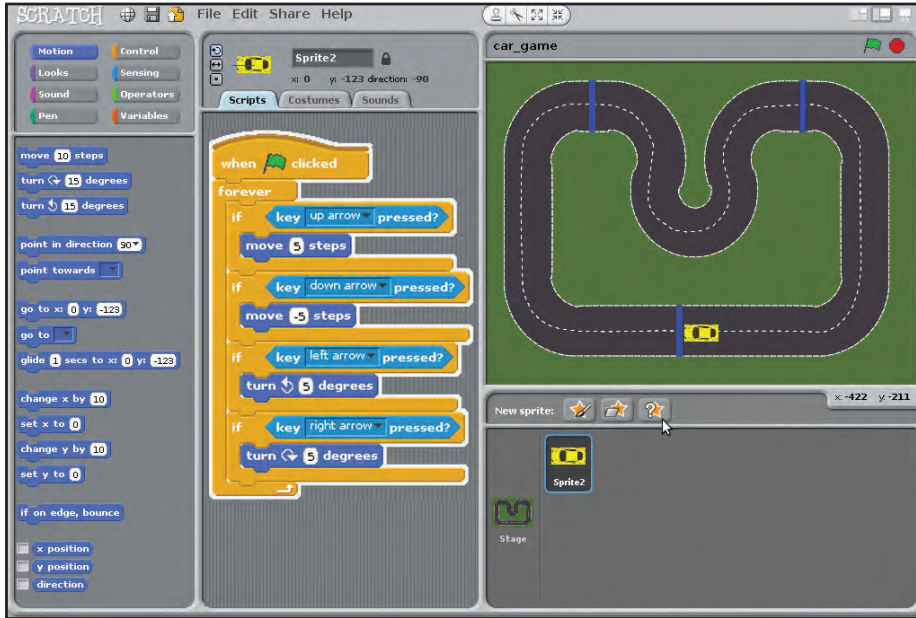 SCRATCH File Edit Share Help
Motion Control
Looks Sensing
Sound Operators
Pen Variables
move 10 steps
turn 15 degrees
turn 15 degrees
point in direction 90
point towards
go to x: 0 y: -123
go to
glide 1 secs to x: 0 y: -123
change x by 10
set x to 0
change y by 10
set y to 0
if on edge, bounce
x position
y position
direction
Sprite2
x: 0 y: -123 direction: -90
Scripts Costumes Sounds
when clicked
forever
if key up arrow pressed?
move 5 steps
if key down arrow pressed?
move -5 steps
if key left arrow pressed?
turn 5 degrees
if key right arrow pressed?
turn 5 degrees
car_game
x: -422 y: -211
New sprite:
Sprite2
Stage